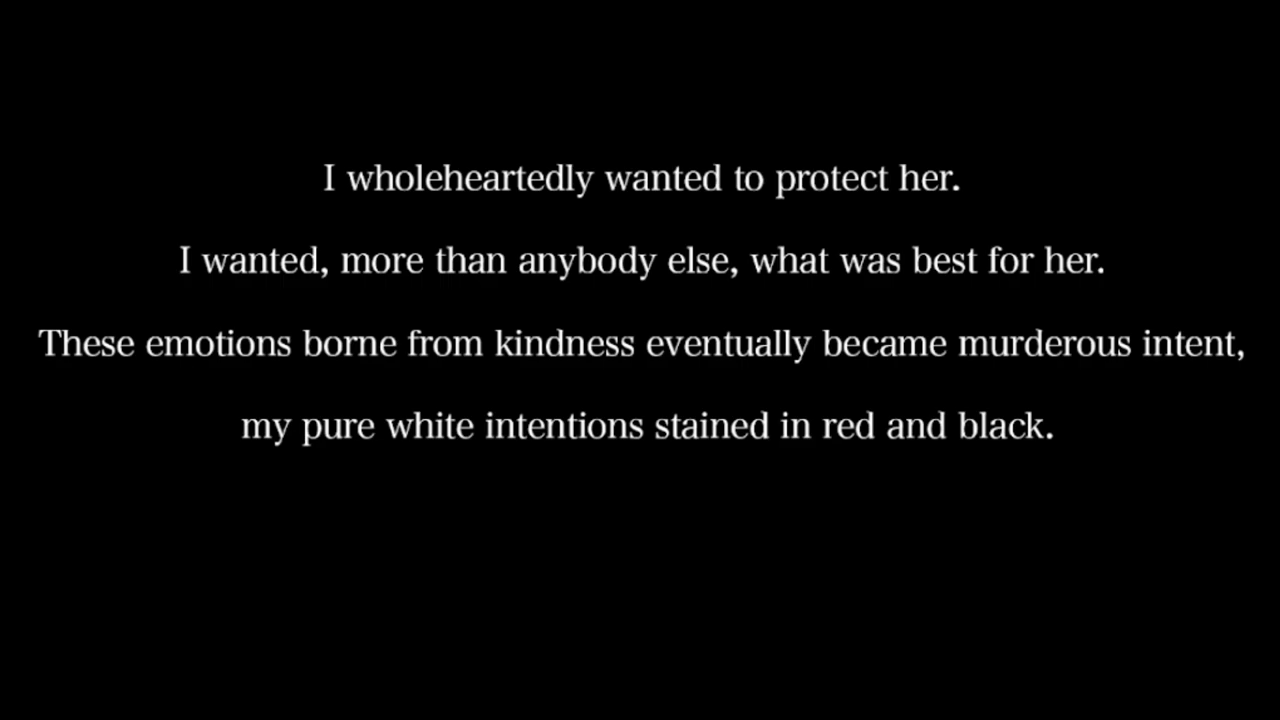 I wholeheartedly wanted to protect her.
I wanted, more than anybody else, what was best for her.
These emotions borne from kindness eventually became murderous intent,
my pure white intentions stained in red and black.